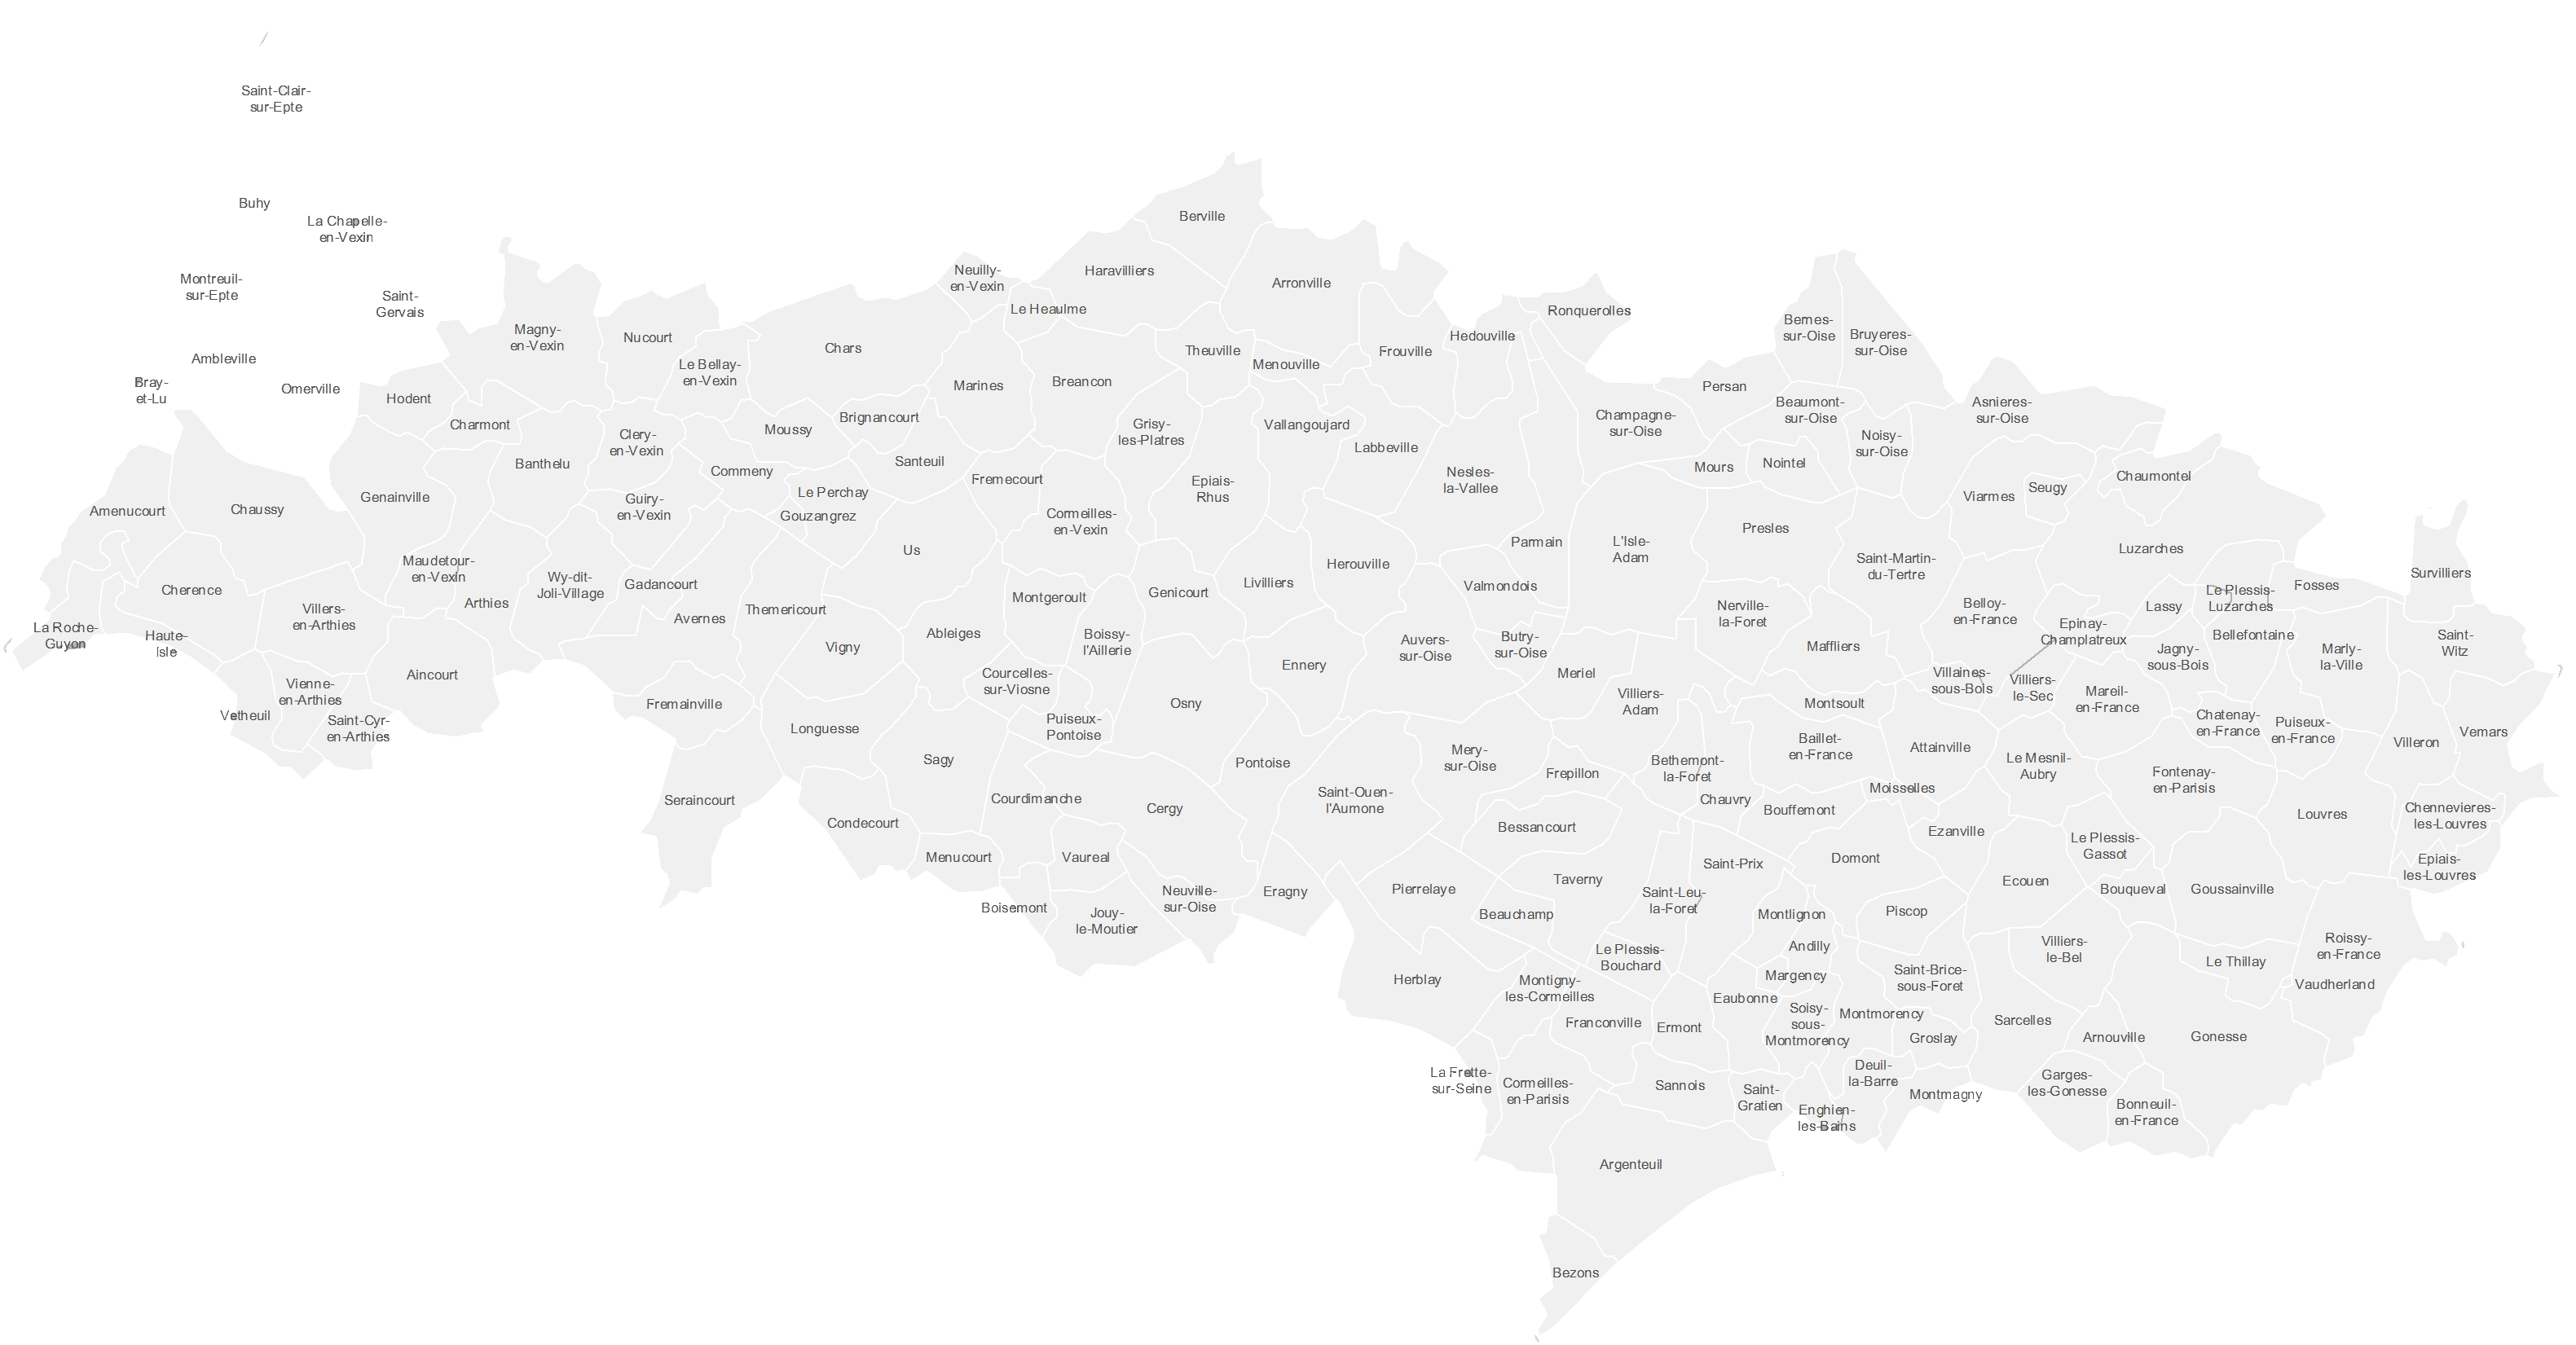 Saint-Clair-
sur-Epte
Buhy
La Chapelle-
en-Vexin
Montreuil-
sur-Epte
Saint-
Gervais
Ambleville
Bray-
et-Lu
Omerville
Berville
Haravilliers
Neuilly-
en-Vexin
Le Heaulme
Arronville
Magny-
en-Vexin
Nucourt
Le Bellay-
en-Vexin
Chars
Theuville
Menouville
Frouville
Hedouville
Ronquerolles
Bernes-
sur-Oise
Bruyeres-
sur-Oise
Hodent
Charmont
Marines
Breancon
Persan
Beaumont-
sur-Oise
Asnieres-
sur-Oise
Clery-
en-Vexin
Moussy
Brignancourt
Grisy-
les-Platres
Vallangoujard
Labbeville
Champagne-
sur-Oise
Noisy-
sur-Oise
Banthelu
Commeny
Santeuil
Fremecourt
Nesles-
la-Vallee
Mours
Nointel
Viarmes
Seugy
Chaumontel
Amenucourt
Chaussy
Genainville
Guiry-
en-Vexin
Le Perchay
Gouzangrez
Cormeilles-
en-Vexin
Epiais-
Rhus
Us
Herouville
Parmain
L'Isle-
Adam
Presles
Saint-Martin-
du-Tertre
Luzarches
Survilliers
Cherence
Villers-
en-Arthies
Maudetour-
en-Vexin
Arthies
Wy-dit-
Joli-Village
Gadancourt
Avernes
Themericourt
Montgeroult
Genicourt
Livilliers
Valmondois
Nerville-
la-Foret
Belloy-
en-France
Epinay-
Champlatreux
Lassy
Le Plessis-
Luzarches
Fosses
La Roche-
Guyon
Haute-
Isle
Vigny
Ableiges
Boissy-
l'Aillerie
Ennery
Auvers-
sur-Oise
Butry-
sur-Oise
Meriel
Maffliers
Jagny-
sous-Bois
Bellefontaine
Marly-
la-Ville
Saint-
Witz
Aincourt
Vienne-
en-Arthies
Vetheuil
Saint-Cyr-
en-Arthies
Fremainville
Longuesse
Courcelles-
sur-Viosne
Puiseux-
Pontoise
Osny
Villiers-
Adam
Montsoult
Villaines-
sous-Bois
Villiers-
le-Sec
Mareil-
en-France
Chatenay-
en-France
Puiseux-
en-France
Villeron
Vemars
Sagy
Pontoise
Mery-
sur-Oise
Frepillon
Bethemont-
la-Foret
Chauvry
Baillet-
en-France
Attainville
Le Mesnil-
Aubry
Fontenay-
en-Parisis
Seraincourt
Condecourt
Courdimanche
Cergy
Saint-Ouen-
l'Aumone
Bessancourt
Bouffemont
Moisselles
Ezanville
Louvres
Chennevieres-
les-Louvres
Menucourt
Vaureal
Saint-Prix
Domont
Le Plessis-
Gassot
Epiais-
les-Louvres
Boisemont
Jouy-
le-Moutier
Neuville-
sur-Oise
Eragny
Pierrelaye
Taverny
Beauchamp
Saint-Leu-
la-Foret
Montlignon
Piscop
Ecouen
Bouqueval
Goussainville
Herblay
Le Plessis-
Bouchard
Andilly
Margency
Saint-Brice-
sous-Foret
Villiers-
le-Bel
Le Thillay
Roissy-
en-France
Vaudherland
Montigny-
les-Cormeilles
Franconville
Ermont
Eaubonne
Soisy-
sous-
Montmorency
Montmorency
Groslay
Sarcelles
Arnouville
Gonesse
La Frette-
sur-Seine
Cormeilles-
en-Parisis
Sannois
Saint-
Gratien
Enghien-
les-Bains
Deuil-
la-Barre
Montmagny
Garges-
les-Gonesse
Bonneuil-
en-France
Argenteuil
Bezons